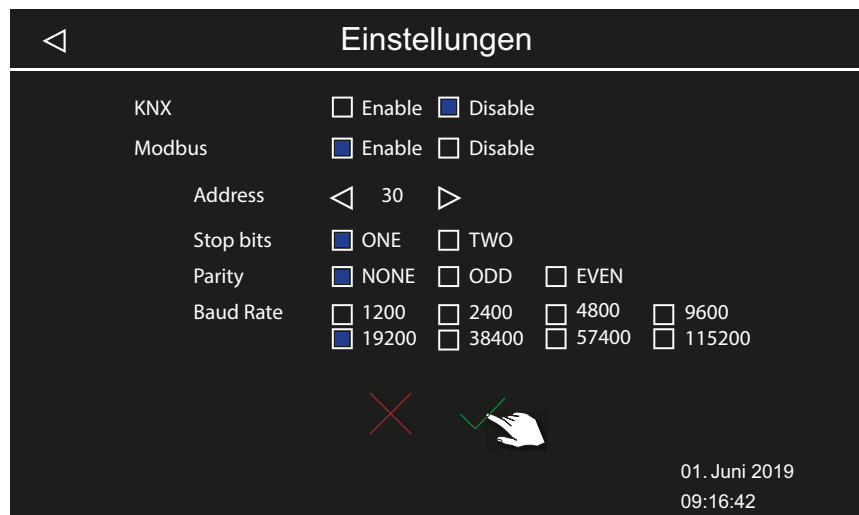 Einstellungen
KNX Enable Disable
Modbus Enable Disable
Address 30
Stop bits ONE TWO
Parity NONE ODD EVEN
Baud Rate 1200 2400 4800 9600
19200 38400 57400 115200
01. Juni 2019
09:16:42